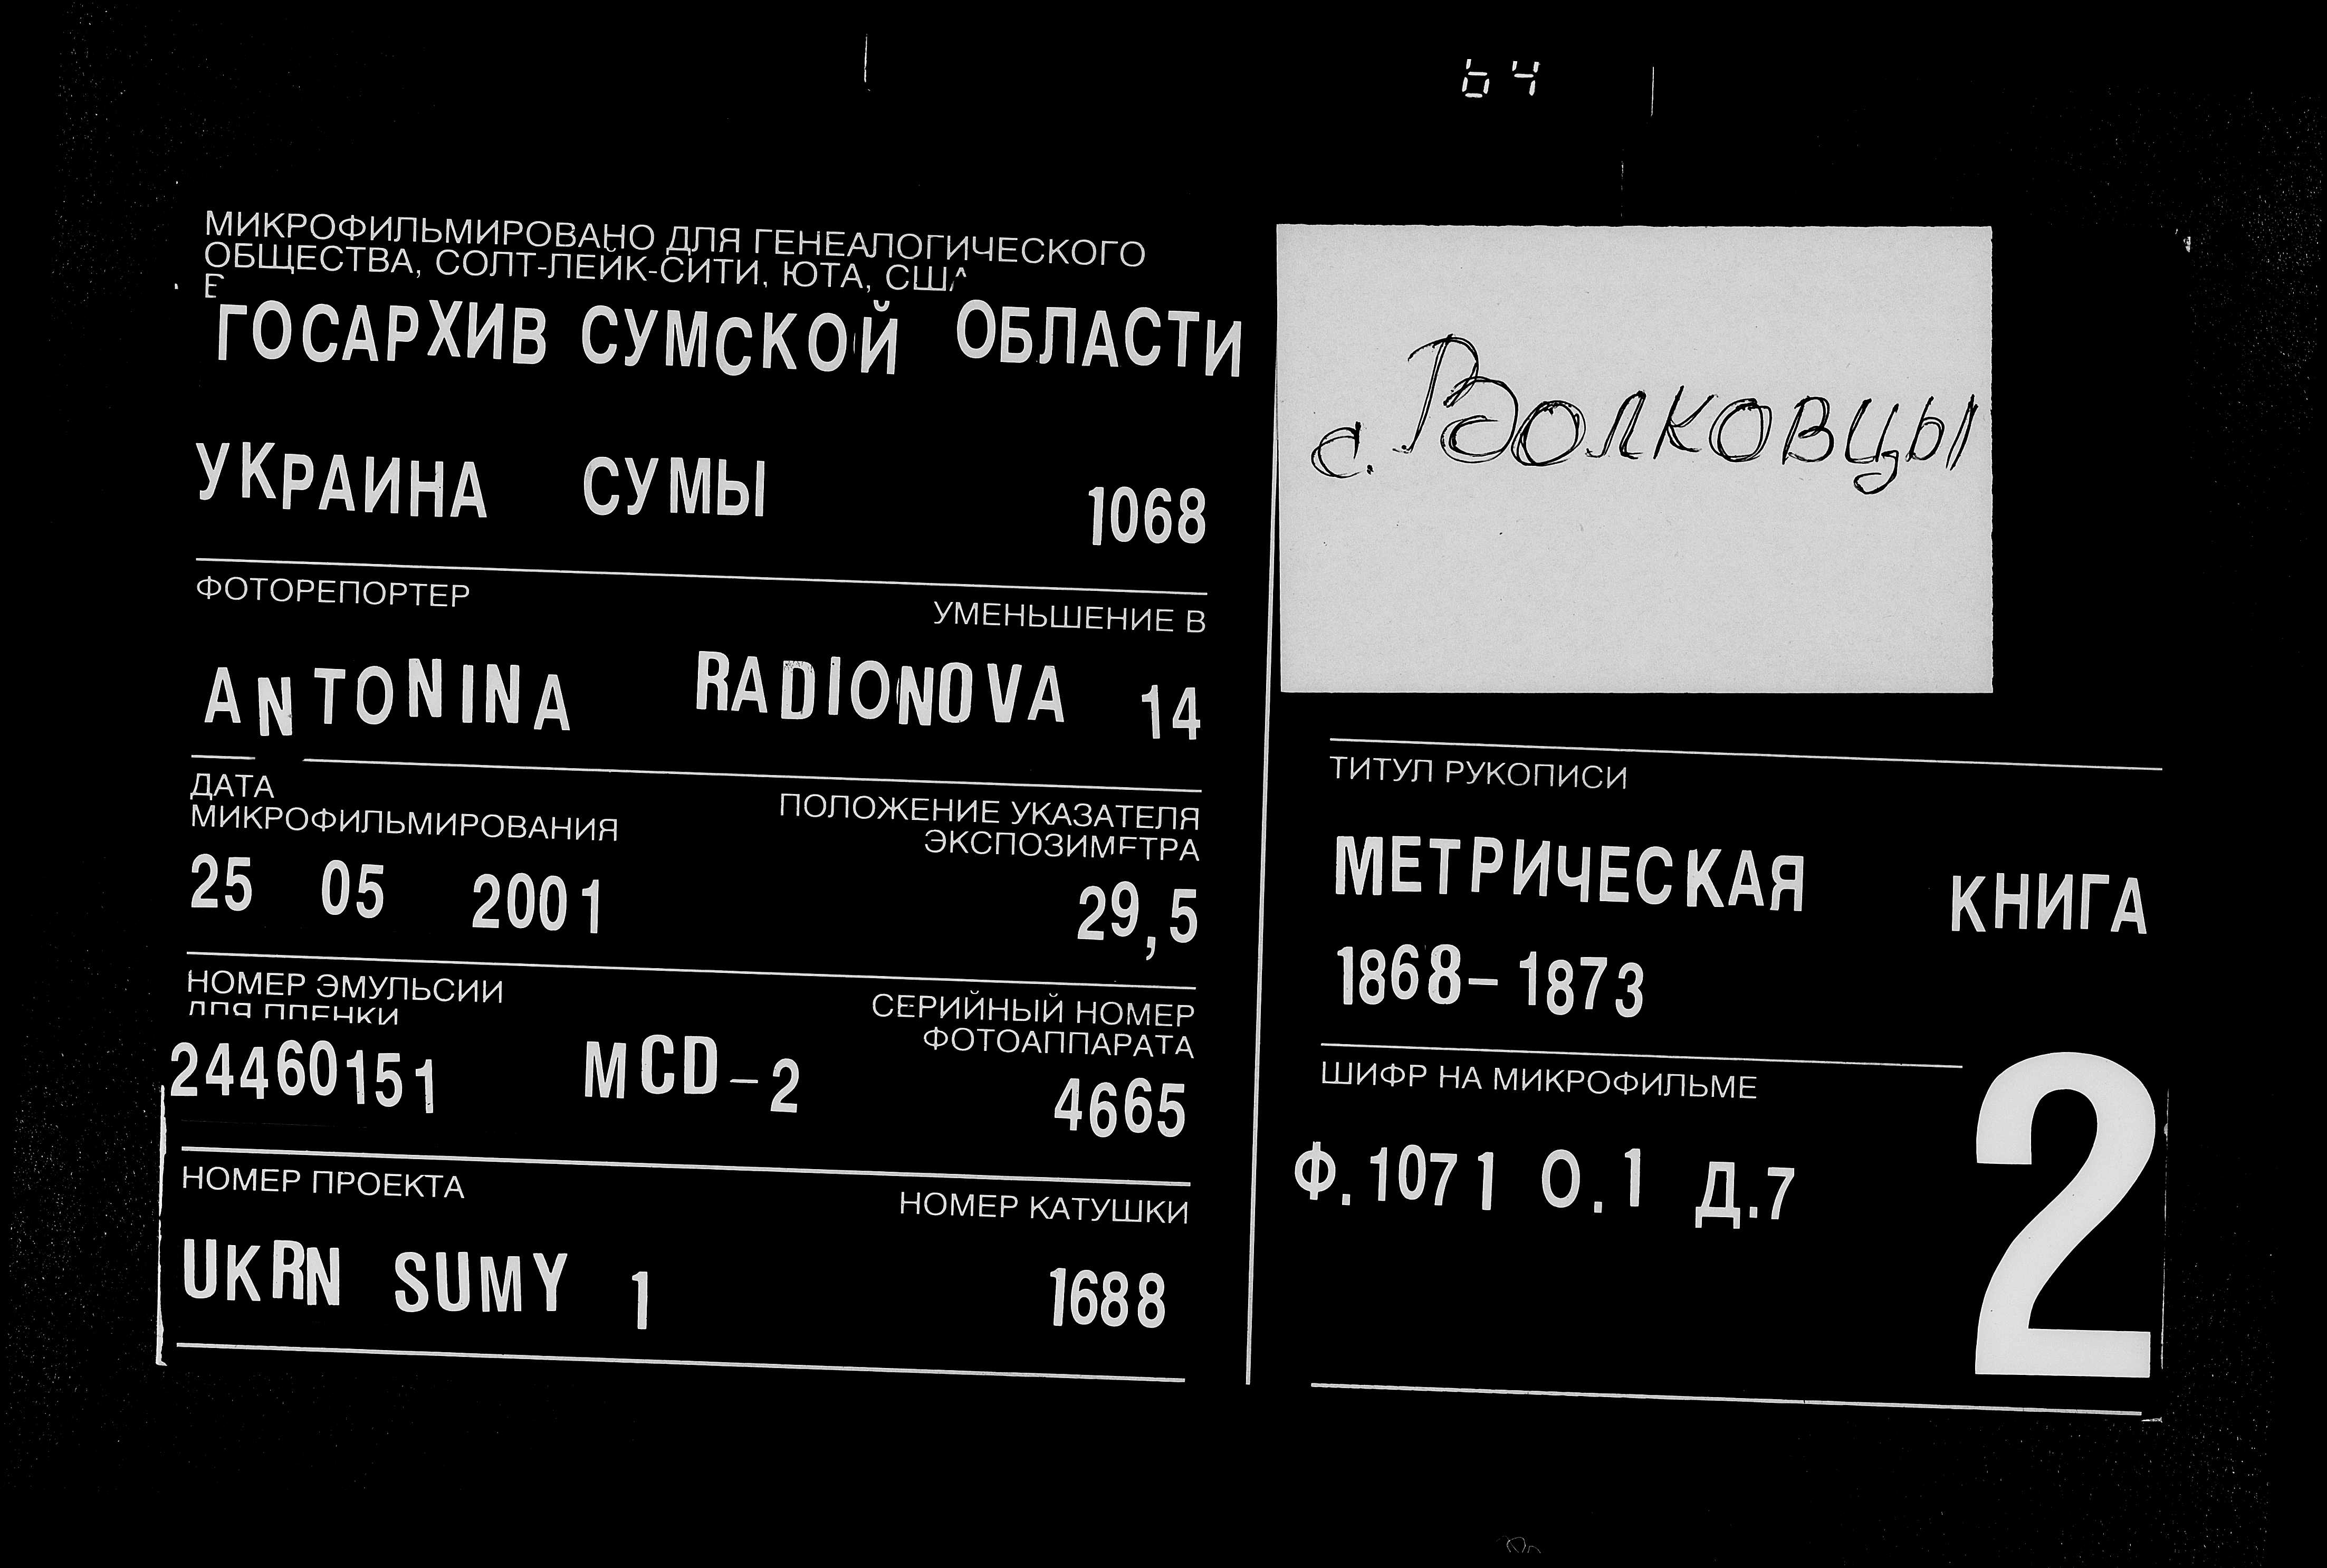 64
МИКРОФИЛЬМИРОВАНО ДЛЯ ГЕНЕАЛОГИЧЕСКОГО
ОБЩЕСТВА, СОЛТ-ЛЕЙК-СИТИ, ЮТА, США
В
ГОСАРХИВ СУМСКОЙ ОБЛАСТИ
УКРАИНА СУМЫ 1068
ФОТОРЕПОРТЕР УМЕНЬШЕНИЕ В
ANTONINA RADIONOVA 14
ДАТА
МИКРОФИЛЬМИРОВАНИЯ
ПОЛОЖЕНИЕ УКАЗАТЕЛЯ
ЭКСПОЗИМЕТРА
25 05 2001 29,5
НОМЕР ЭМУЛЬСИИ
ДЛЯ ПЛЕНКИ
СЕРИЙНЫЙ НОМЕР
ФОТОАППАРАТА
24460151 MCD-2 4665
НОМЕР ПРОЕКТА НОМЕР КАТУШКИ
UKRN SUMY 1 1688
с. Волковцы
ТИТУЛ РУКОПИСИ
МЕТРИЧЕСКАЯ КНИГА
1868-1873
ШИФР НА МИКРОФИЛЬМЕ
Ф.1071 О.1 Д.7
2